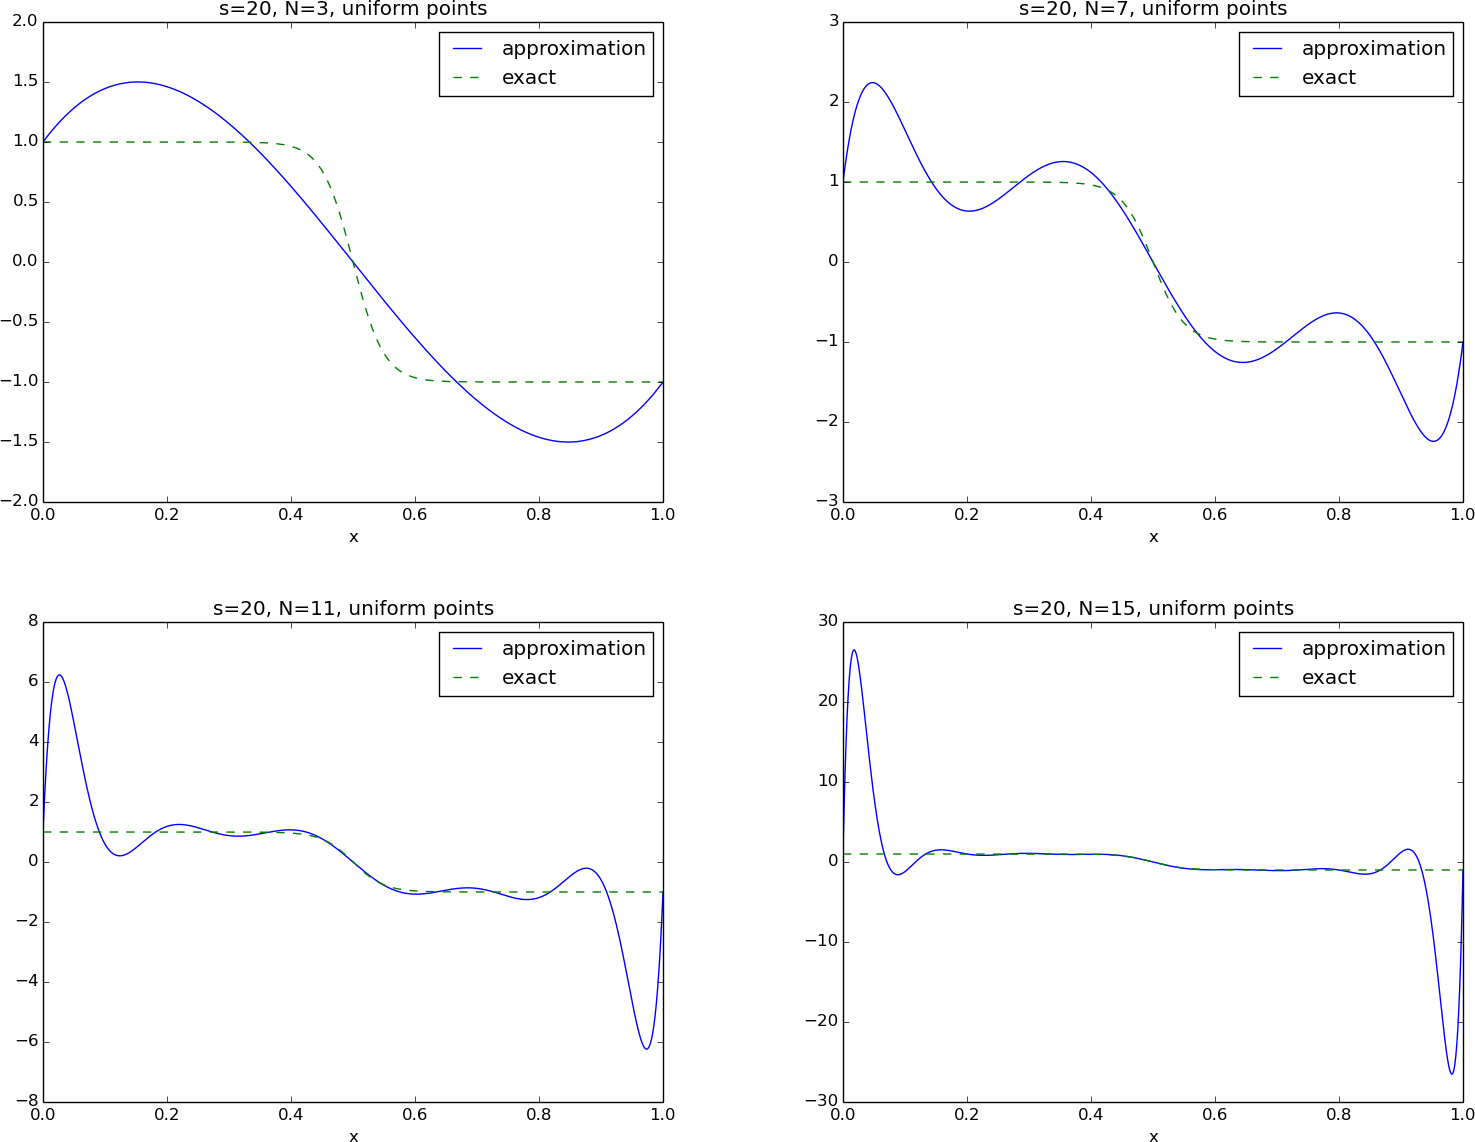 s=20, N=3, uniform points
2.0
1.5
1.0
0.5
0.0
−0.5
−1.0
−1.5
−2.0
approximation
exact
0.0 0.2 0.4 0.6 0.8 1.0
x
s=20, N=7, uniform points
3
2
1
0
−1
−2
−3
approximation
exact
0.0 0.2 0.4 0.6 0.8 1.0
x
s=20, N=11, uniform points
8
6
4
2
0
−2
−4
−6
−8
approximation
exact
0.0 0.2 0.4 0.6 0.8 1.0
x
s=20, N=15, uniform points
30
20
10
0
−10
−20
−30
approximation
exact
0.0 0.2 0.4 0.6 0.8 1.0
x